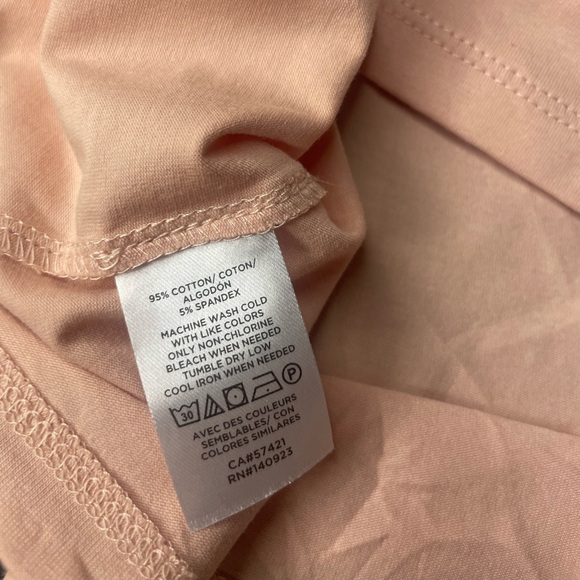 95% COTTON/ COTON/
ALGODÓN
5% SPANDEX
MACHINE WASH COLD
WITH LIKE COLORS
ONLY NON-CHLORINE
BLEACH WHEN NEEDED
TUMBLE DRY LOW
COOL IRON WHEN NEEDED
30 P
AVEC DES COULEURS
SEMBLABLES/ CON
COLORES SIMILARES
CA#57421
RN#140923